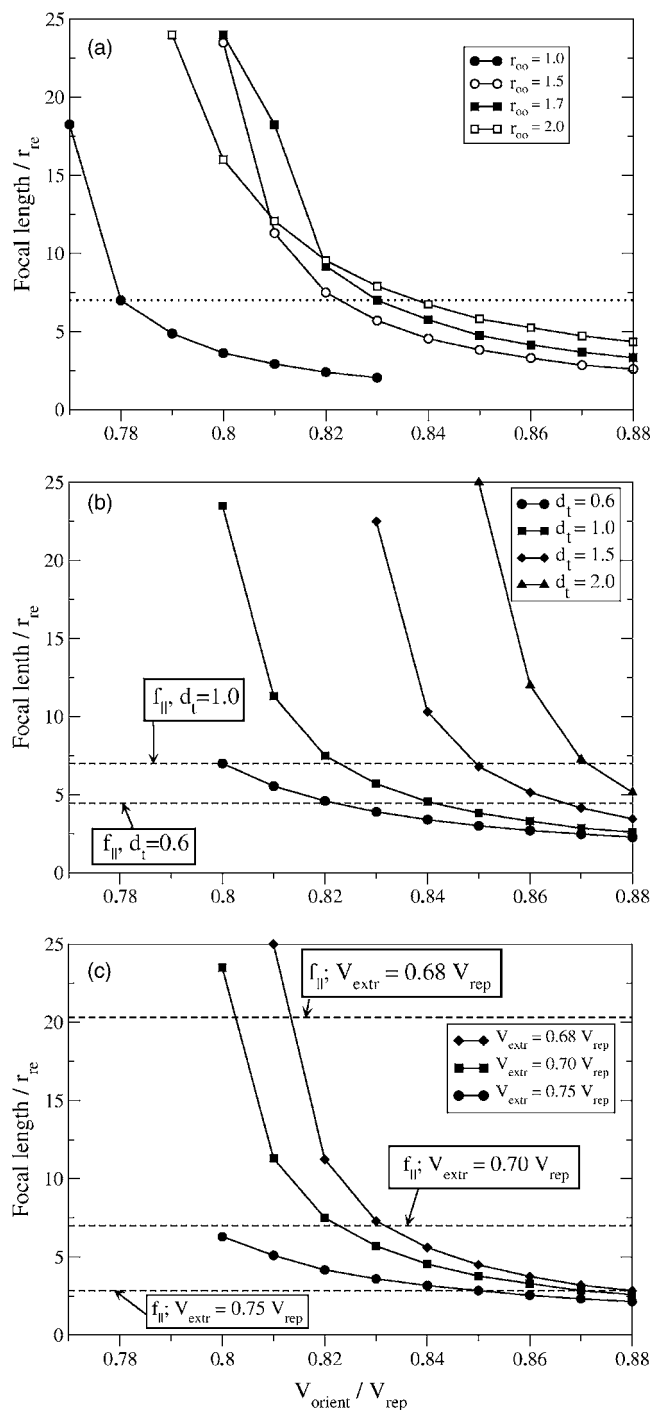 (a)
r_oo = 1.0
r_oo = 1.5
r_oo = 1.7
r_oo = 2.0
Focal length / r_re
25
20
15
10
5
0
0.78 0.8 0.82 0.84 0.86 0.88
(b)
d_t = 0.6
d_t = 1.0
d_t = 1.5
d_t = 2.0
Focal lenth / r_re
f_||, d_t=1.0
f_||, d_t=0.6
25
20
15
10
5
0
0.78 0.8 0.82 0.84 0.86 0.88
(c)
f_||; V_extr = 0.68 V_rep
V_extr = 0.68 V_rep
V_extr = 0.70 V_rep
V_extr = 0.75 V_rep
f_||; V_extr = 0.70 V_rep
f_||; V_extr = 0.75 V_rep
Focal length / r_re
25
20
15
10
5
0
0.78 0.8 0.82 0.84 0.86 0.88
V_orient / V_rep